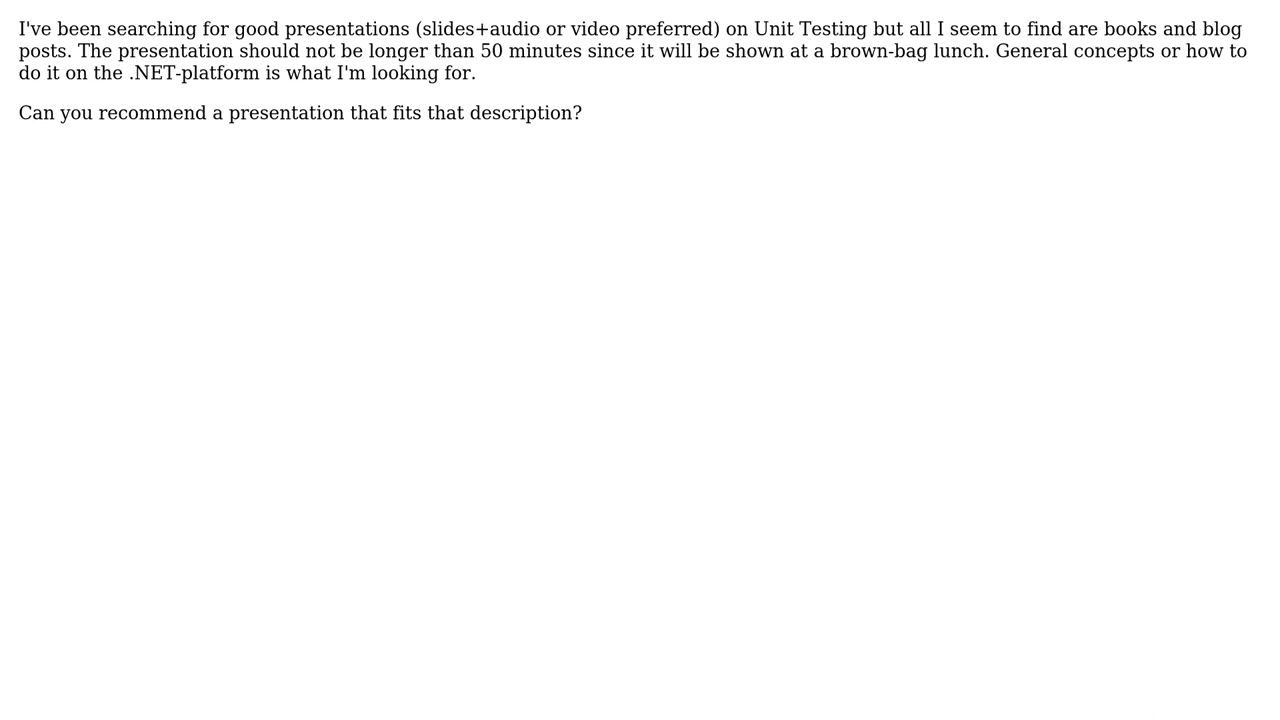 I've been searching for good presentations (slides+audio or video preferred) on Unit Testing but all I seem to find are books and blog
posts. The presentation should not be longer than 50 minutes since it will be shown at a brown-bag lunch. General concepts or how to
do it on the .NET-platform is what I'm looking for.
Can you recommend a presentation that fits that description?